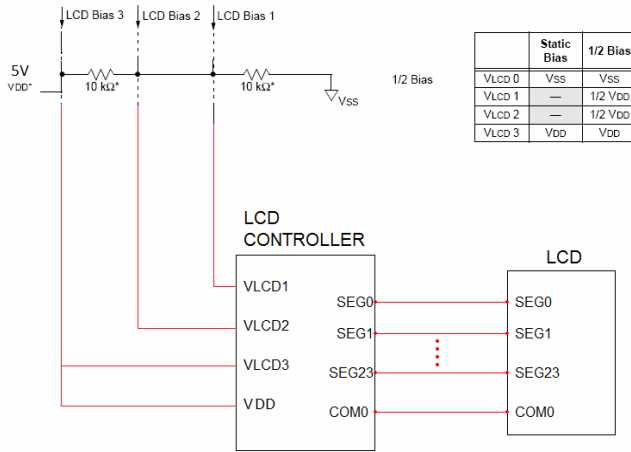 LCD Bias 3 LCD Bias 2 LCD Bias 1
5V
VDD*
10 kΩ* 10 kΩ*
VSS
1/2 Bias
Static Bias 1/2 Bias
VLCD 0 VSS VSS
VLCD 1 — 1/2 VDD
VLCD 2 — 1/2 VDD
VLCD 3 VDD VDD
LCD
CONTROLLER
LCD
VLCD1
VLCD2
VLCD3
VDD
SEG0
SEG1
SEG23
COM0
SEG0
SEG1
SEG23
COM0